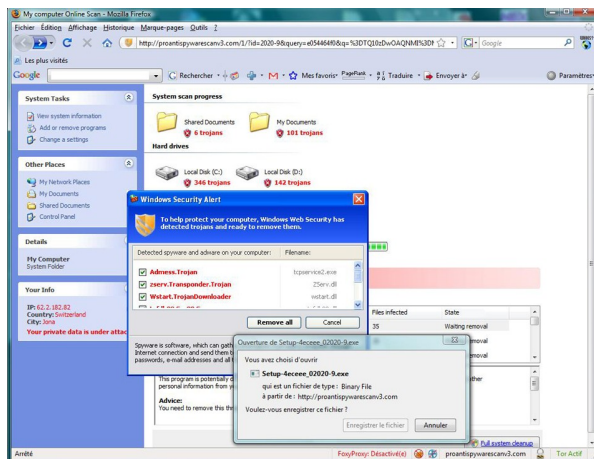 My computer Online Scan - Mozilla Firefox
Fichier Édition Affichage Historique Marque-pages Outils ?
http://proantispywarescanv3.com/1/?id=2020-9&query=
Google
Les plus visités
Google
Rechercher
Mes favoris
PageRank
Traduire
Envoyer à
Paramètres
System Tasks
View system information
Add or remove programs
Change a settings
Other Places
My Network Places
My Documents
Shared Documents
Control Panel
Details
My Computer
System Folder
Your Info
IP: 62.2.182.82
Country: Switzerland
City: Jona
Your private data is under attac
System scan progress
Shared Documents
6 trojans
My Documents
101 trojans
Hard drives
Local Disk (C:)
346 trojans
Local Disk (D:)
142 trojans
Windows Security Alert
To help protect your computer, Windows Web Security has
detected trojans and ready to remove
them.
Detected spyware and adware on your computer: Filename:
Admess.Trojan tcpservice2.exe
zserv.Transponder.Trojan ZServ.dll
Wstart.TrojanDownloader wstart.dll
Remove all Cancel
Files infected State
35 Waiting removal
emoval
emoval
Spyware is software, which can gath
Internet connection and send them to
passwords, e-mail addresses and all t
This program is potentially d
personal information from y
ther
Advice:
You need to remove this thr
Ouverture de Setup-4eceee_02020-9.exe
Vous avez choisi d'ouvrir
Setup-4eceee_02020-9.exe
qui est un fichier de type : Binary File
à partir de : http://proantispywarescanv3.com
Voulez-vous enregistrer ce fichier ?
Enregistrer le fichier Annuler
Full system cleanup
Arrêté
FoxyProxy: Désactivé(e)
proantispywarescanv3.com
Tor Actif